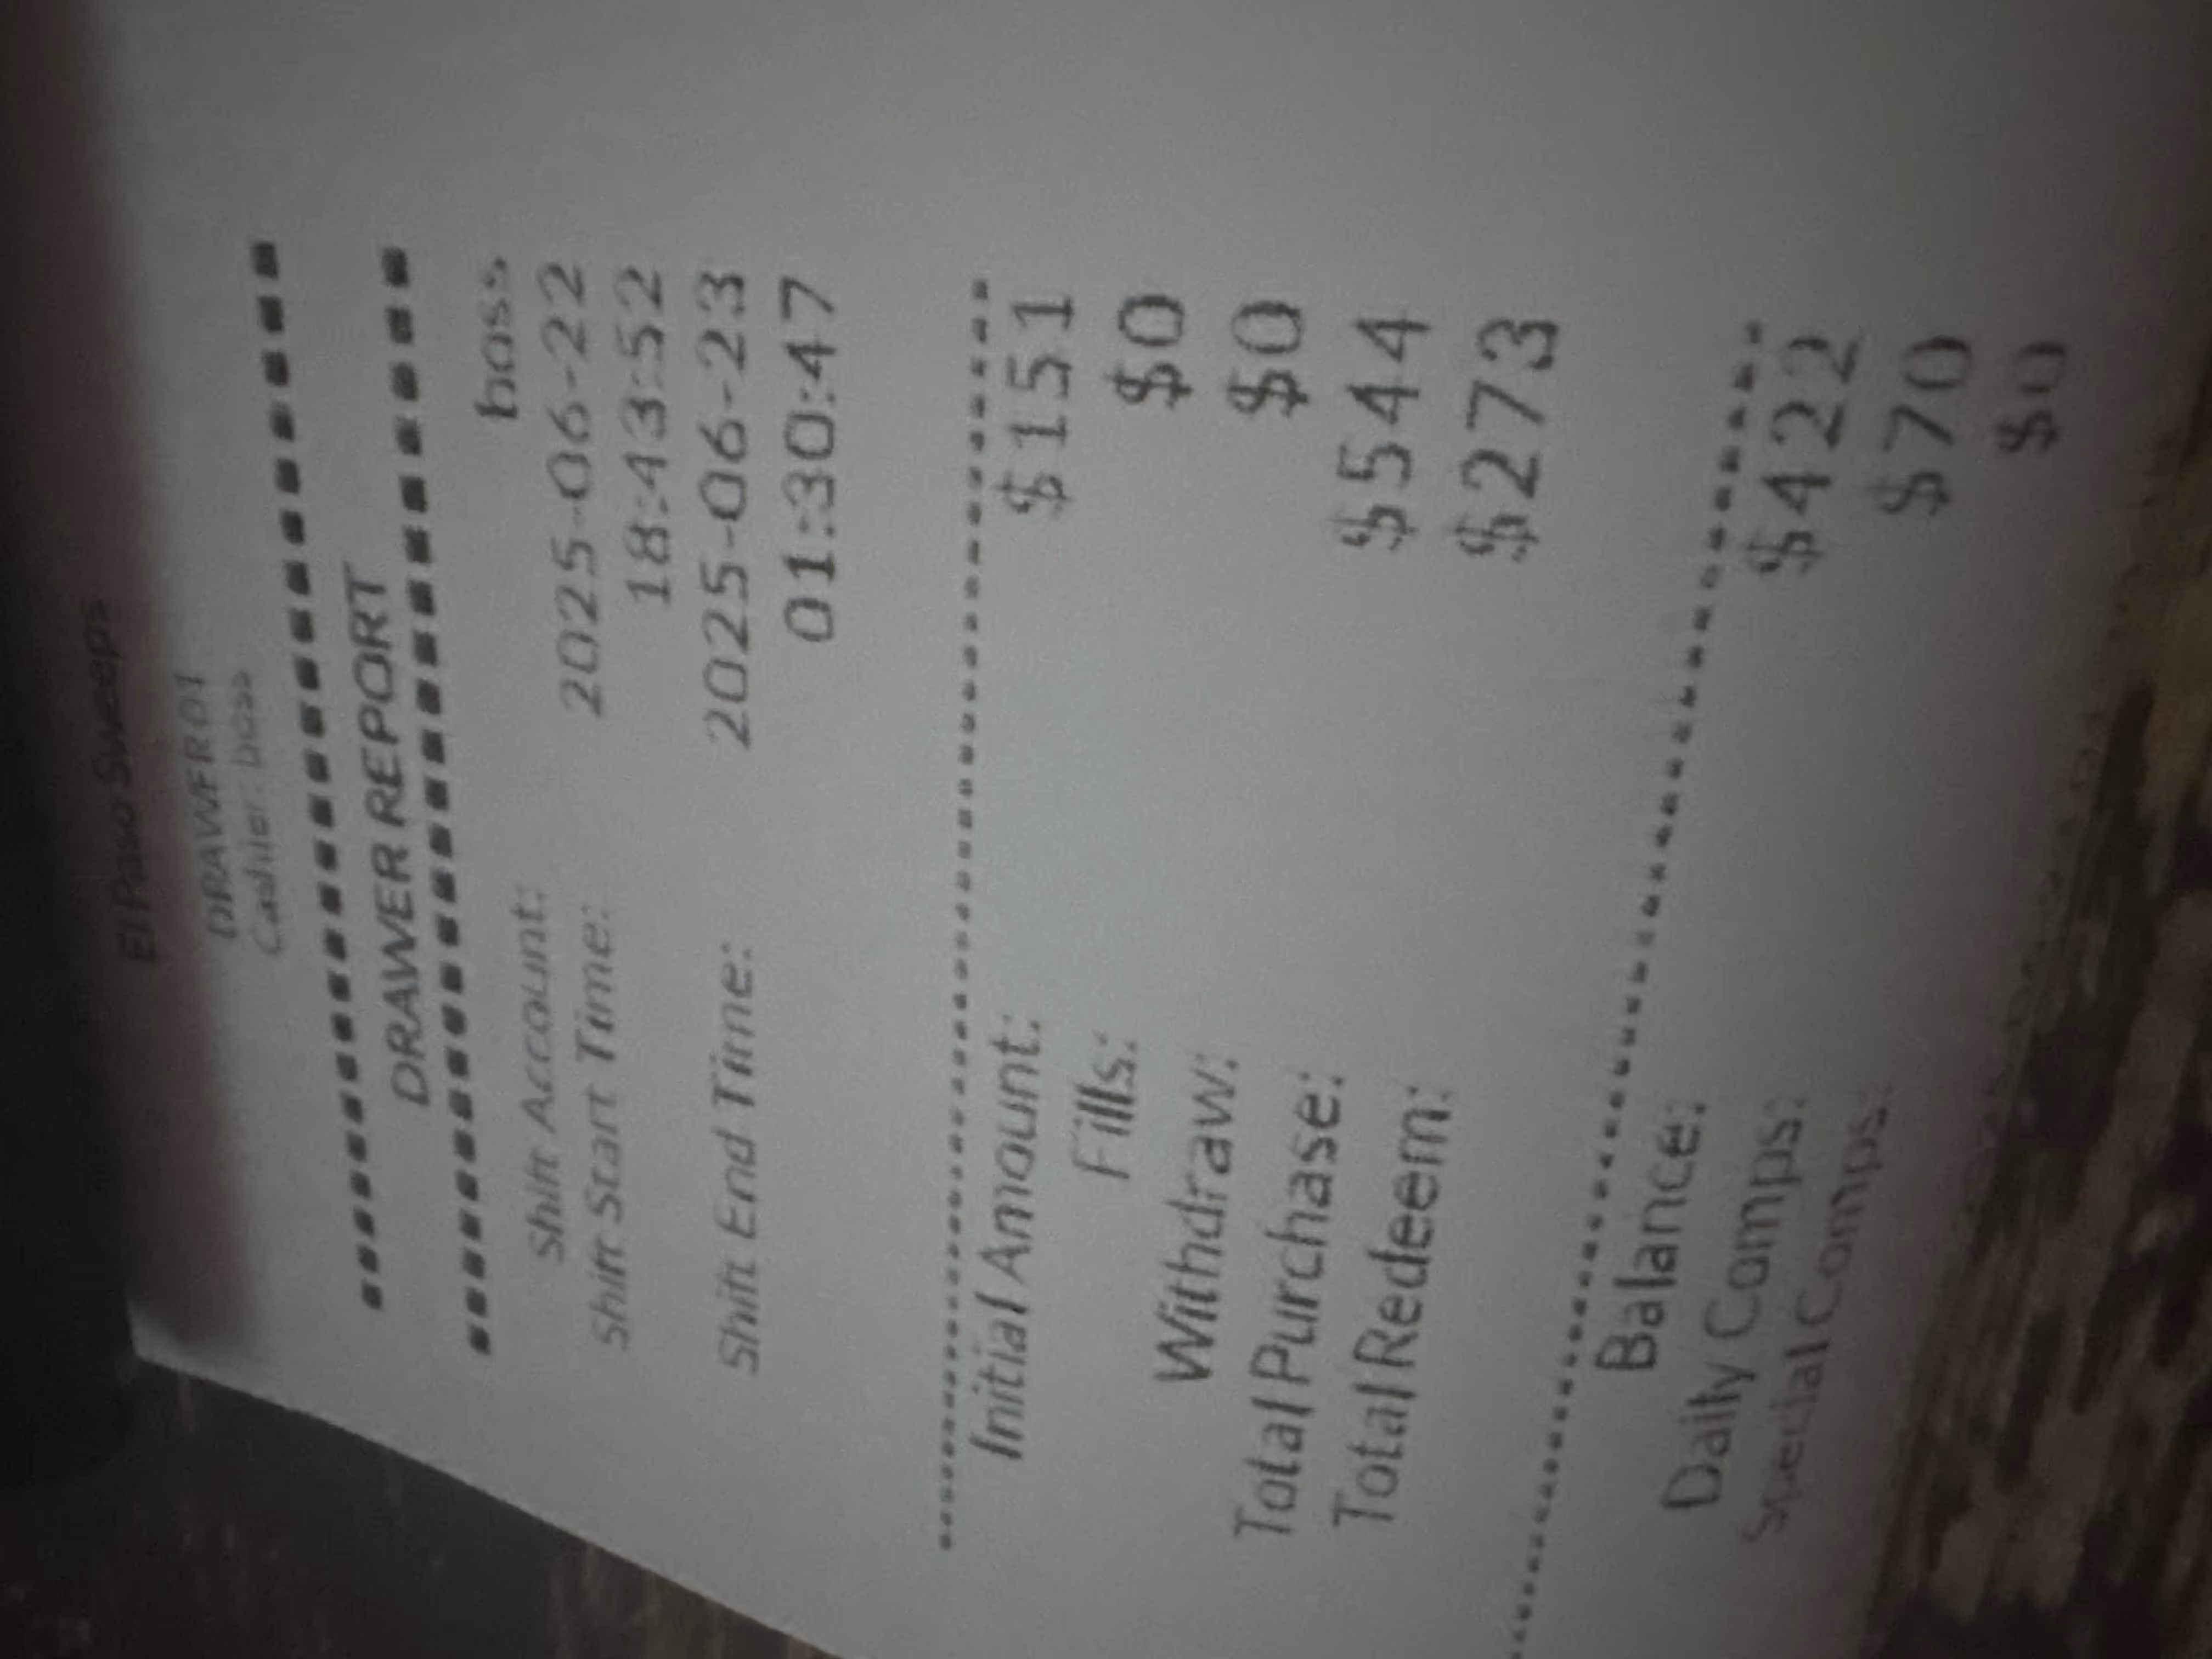 El Paso Sweeps
DRAWER01
Cashier: boss
DRAWER REPORT
Shift Account: boss
Shift Start Time: 2025-06-22
18:43:52
Shift End Time: 2025-06-23
01:30:47
Initial Amount: $151
Fills: $0
Withdraw: $0
Total Purchase: $544
Total Redeem: $273
Balance: $422
Daily Comps: $70
Special Comps: $0